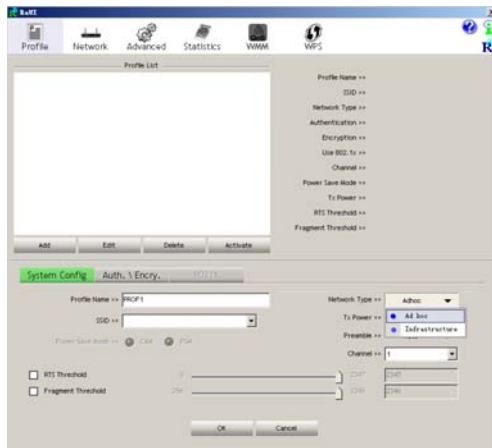 RaUI
Profile Network Advanced Statistics WMM WPS
R
Profile List
Profile Name >>
SSID >>
Network Type >>
Authentication >>
Encryption >>
Use 802.1x >>
Channel >>
Power Save Mode >>
Tx Power >>
RTS Threshold >>
Fragment Threshold >>
Add Edit Delete Activate
System Config Auth. \ Encry.
Profile Name >> PROF1 Network Type >> Adhoc
SSID >> Tx Power >> Ad hoc
Infrastructure
Power Save Mode >> CAM PSM Preamble >>
Channel >> 1
RTS Threshold 0 2347 2347
Fragment Threshold 256 2346 2346
OK Cancel